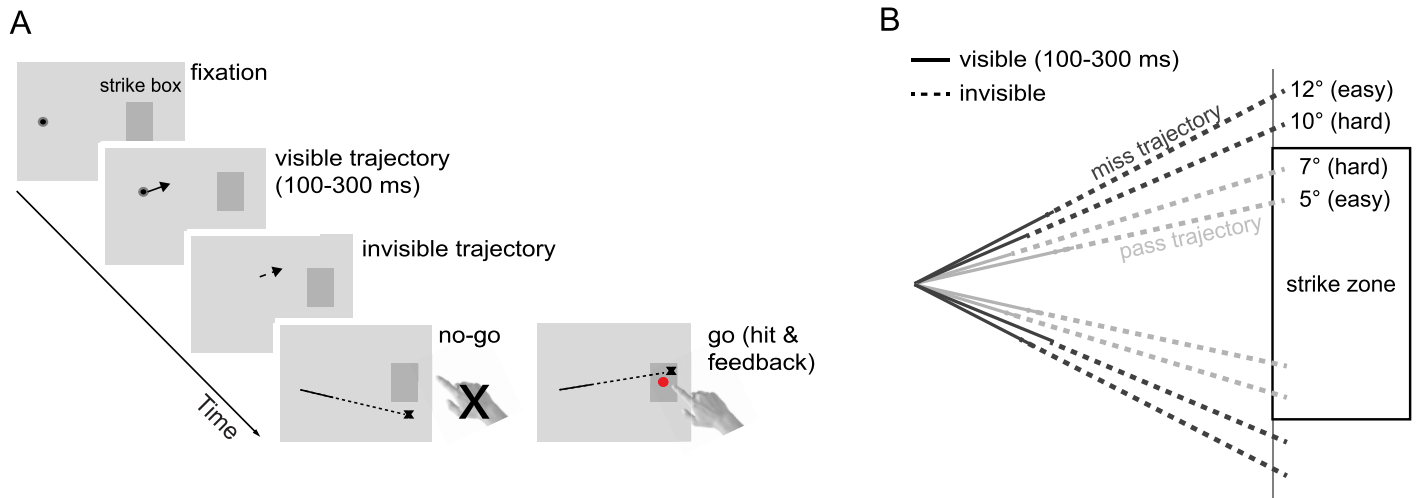 A
fixation
strike box
visible trajectory
(100-300 ms)
invisible trajectory
no-go
X
go (hit &
feedback)
Time
B
visible (100-300 ms)
invisible
miss trajectory
pass trajectory
12° (easy)
10° (hard)
7° (hard)
5° (easy)
strike zone